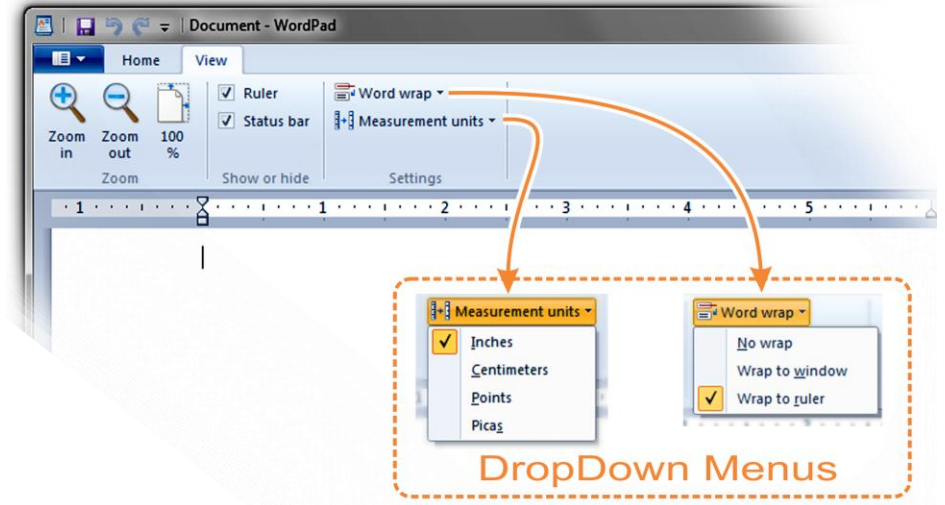 Document - WordPad
Home View
Ruler Word wrap
Status bar Measurement units
Zoom in Zoom out 100 %
Zoom Show or hide Settings
1 1 2 3 4 5
Measurement units Word wrap
Inches No wrap
Centimeters Wrap to window
Points Wrap to ruler
Picas
DropDown Menus